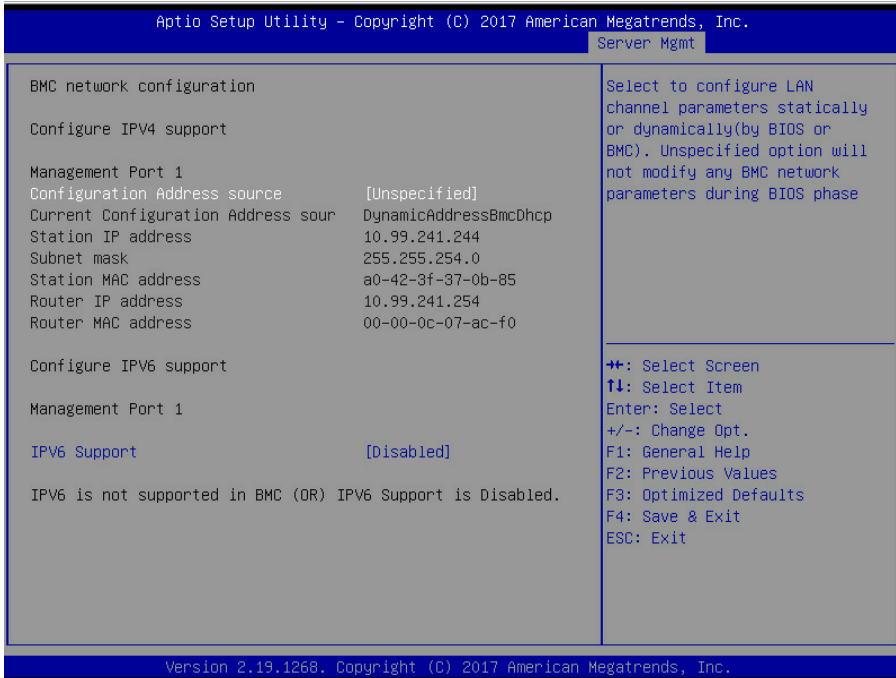 Aptio Setup Utility - Copyright (C) 2017 American Megatrends, Inc.
Server Mgmt
BMC network configuration
Configure IPV4 support
Management Port 1
Configuration Address source [Unspecified]
Current Configuration Address sour DynamicAddressBmcDhcp
Station IP address 10.99.241.244
Subnet mask 255.255.254.0
Station MAC address a0-42-3f-37-0b-85
Router IP address 10.99.241.254
Router MAC address 00-00-0c-07-ac-f0
Configure IPV6 support
Management Port 1
IPV6 Support [Disabled]
IPV6 is not supported in BMC (OR) IPV6 Support is Disabled.
Select to configure LAN
channel parameters statically
or dynamically(by BIOS or
BMC). Unspecified option will
not modify any BMC network
parameters during BIOS phase
→←: Select Screen
↑↓: Select Item
Enter: Select
+/-: Change Opt.
F1: General Help
F2: Previous Values
F3: Optimized Defaults
F4: Save & Exit
ESC: Exit
Version 2.19.1268. Copyright (C) 2017 American Megatrends, Inc.